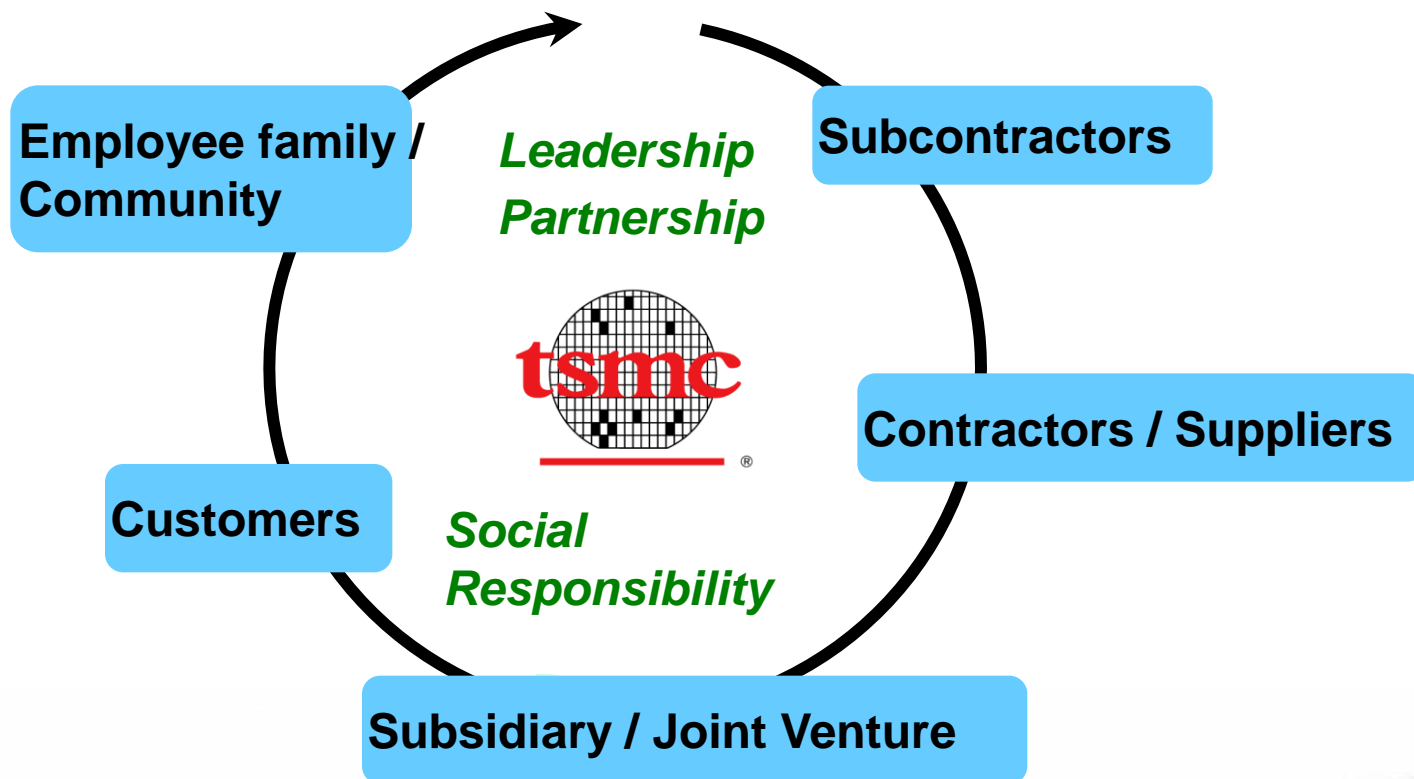 Employee family /
Community
Leadership
Partnership
Subcontractors
tsmc
®
Contractors / Suppliers
Customers
Social
Responsibility
Subsidiary / Joint Venture